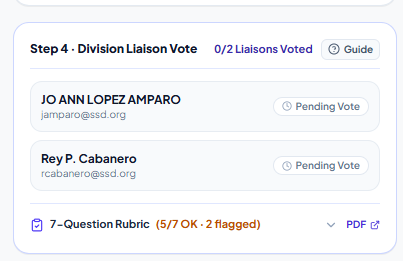 Step 4 · Division Liaison Vote 0/2 Liaisons Voted Guide
JO ANN LOPEZ AMPARO
jamparo@ssd.org
Pending Vote
Rey P. Cabanero
rcabanero@ssd.org
Pending Vote
7-Question Rubric (5/7 OK · 2 flagged) PDF